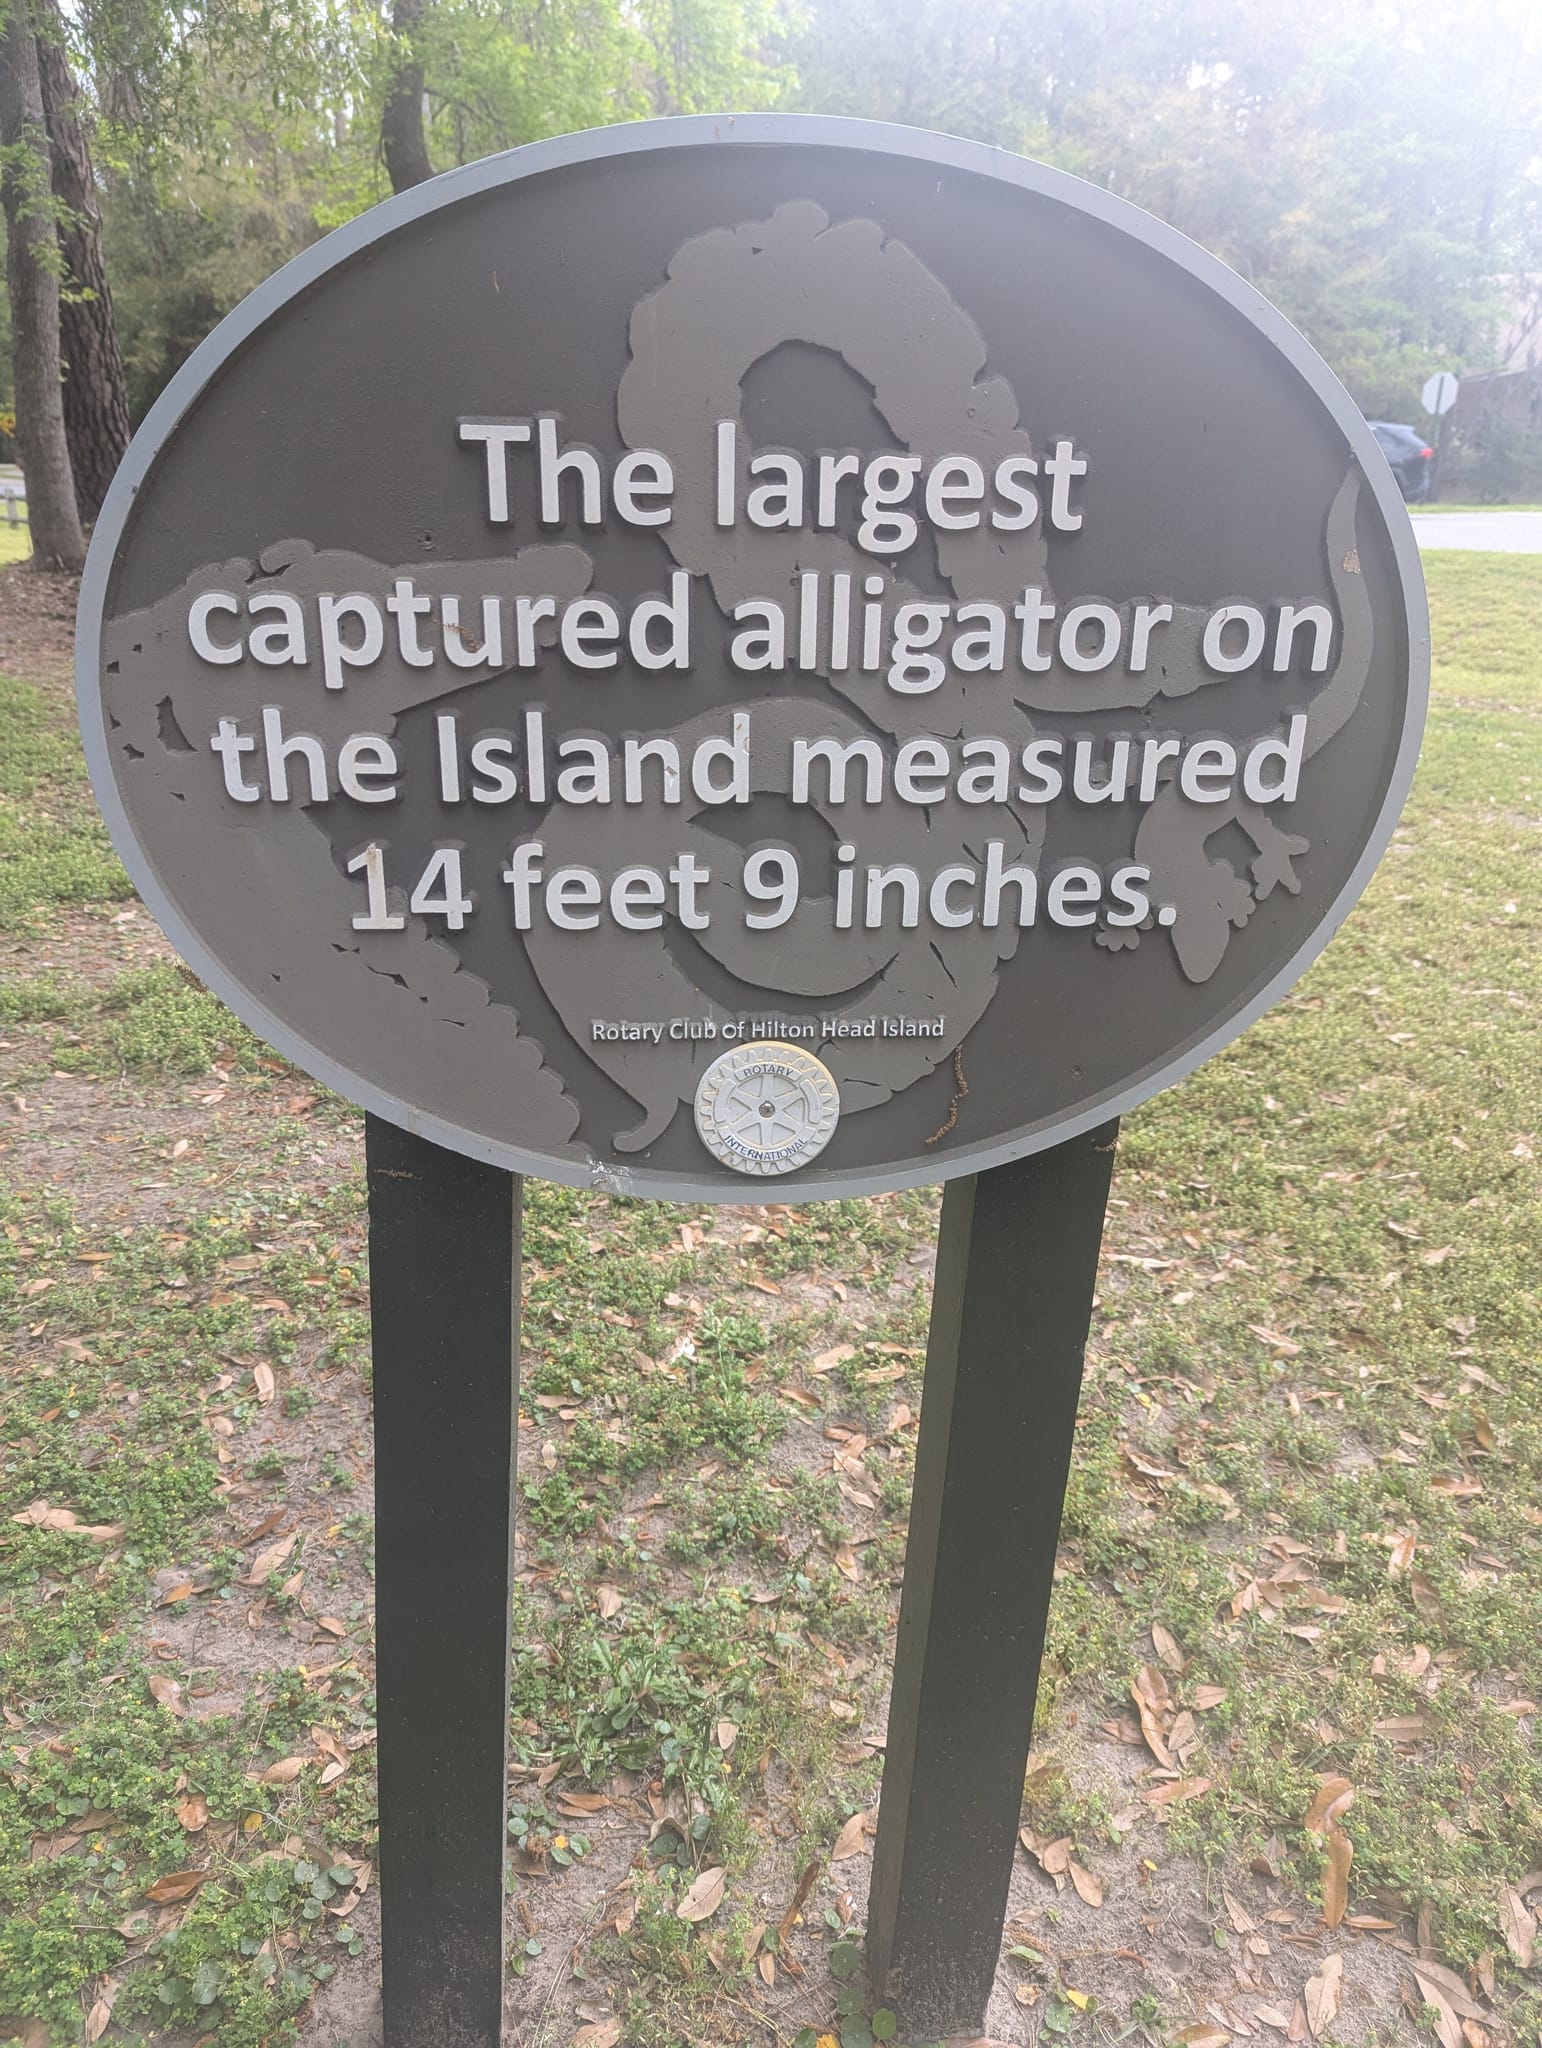 The largest
captured alligator on
the Island measured
14 feet 9 inches.
Rotary Club of Hilton Head Island
ROTARY
INTERNATIONAL